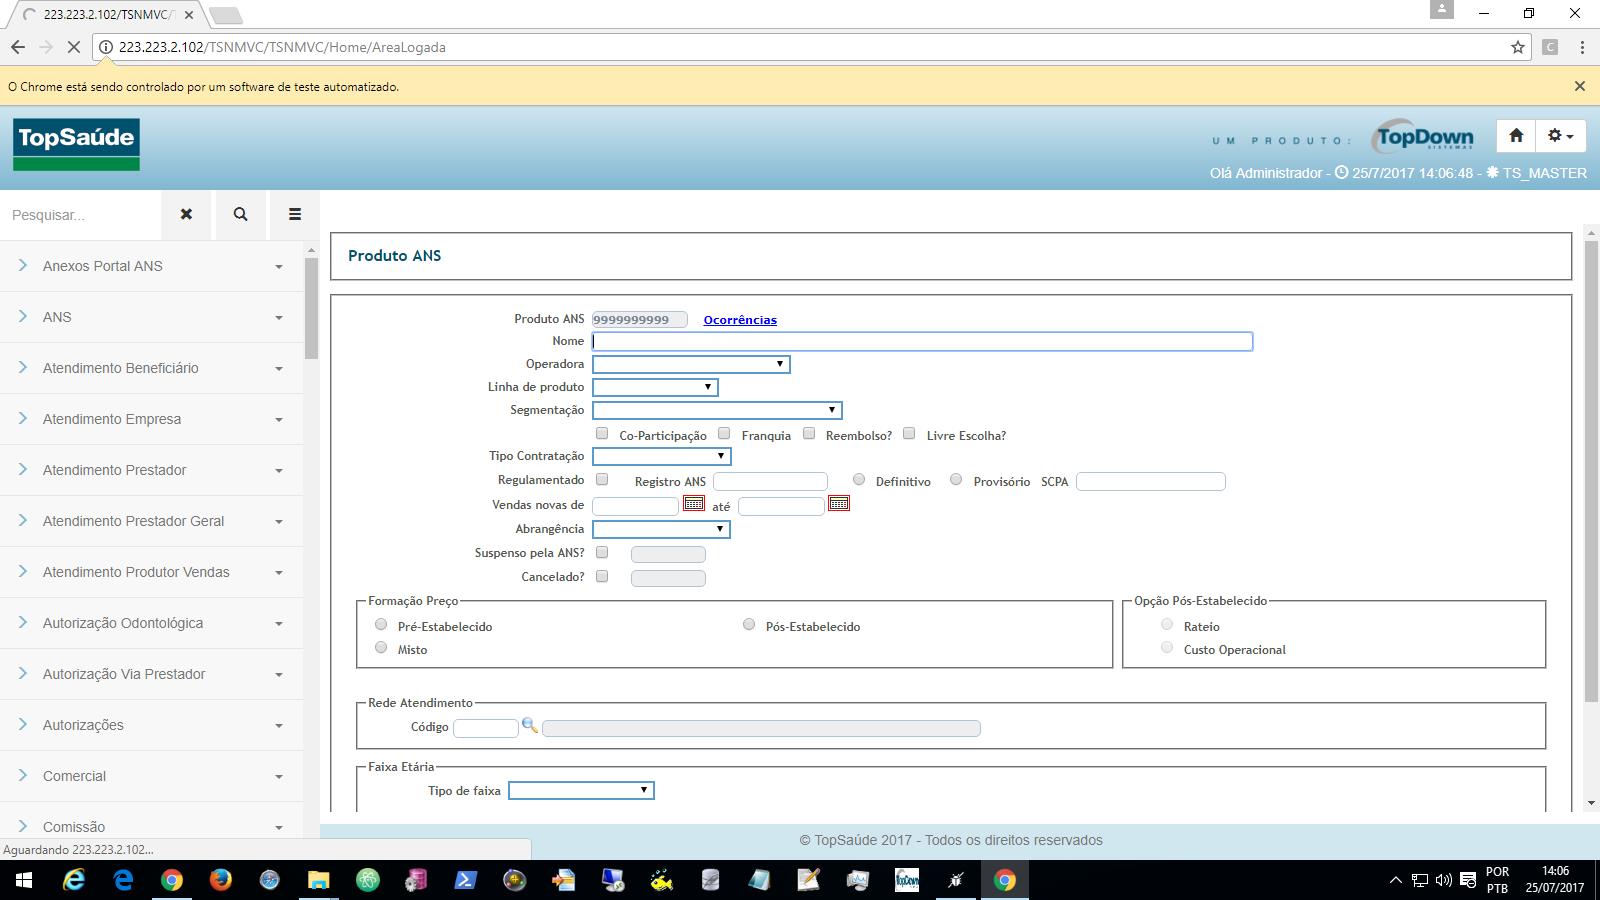 223.223.2.102/TSNMVC/T
223.223.2.102/TSNMVC/TSNMVC/Home/AreaLogada
C
O Chrome está sendo controlado por um software de teste automatizado.
TopSaúde
UM PRODUTO:
TopDown
SISTEMAS
Olá Administrador - 25/7/2017 14:06:48 - TS_MASTER
Pesquisar...
Anexos Portal ANS
ANS
Atendimento Beneficiário
Atendimento Empresa
Atendimento Prestador
Atendimento Prestador Geral
Atendimento Produtor Vendas
Autorização Odontológica
Autorização Via Prestador
Autorizações
Comercial
Comissão
Produto ANS
Produto ANS 9999999999 Ocorrências
Nome
Operadora
Linha de produto
Segmentação
Co-Participação Franquia Reembolso? Livre Escolha?
Tipo Contratação
Regulamentado Registro ANS Definitivo Provisório SCPA
Vendas novas de até
Abrangência
Suspenso pela ANS?
Cancelado?
Formação Preço
Pré-Estabelecido Pós-Estabelecido
Misto
Opção Pós-Estabelecido
Rateio
Custo Operacional
Rede Atendimento
Código
Faixa Etária
Tipo de faixa
Aguardando 223.223.2.102...
© TopSaúde 2017 - Todos os direitos reservados
TopDown
POR
PTB
14:06
25/07/2017